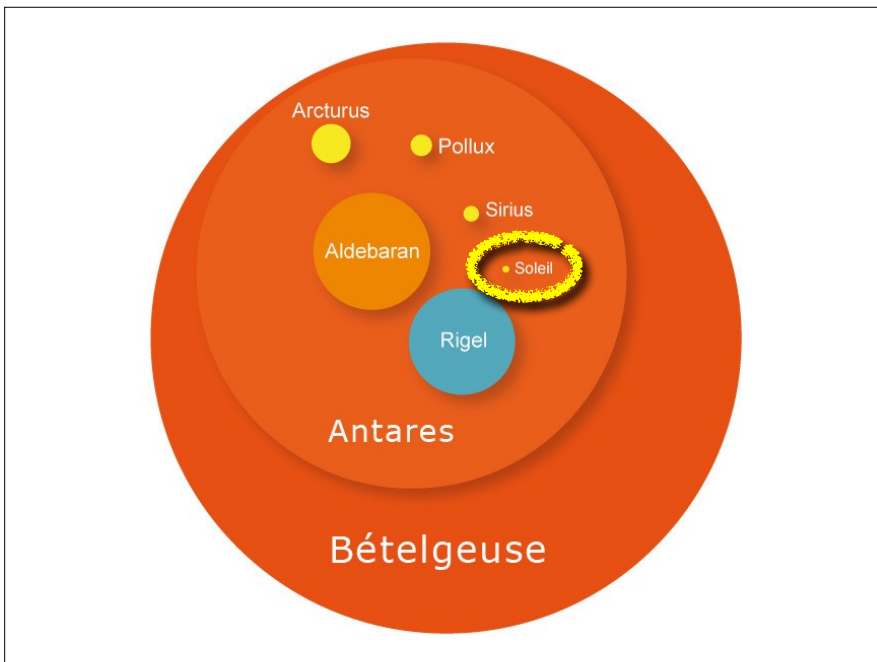 Arcturus
Pollux
Sirius
Aldebaran
Soleil
Rigel
Antares
Bételgeuse